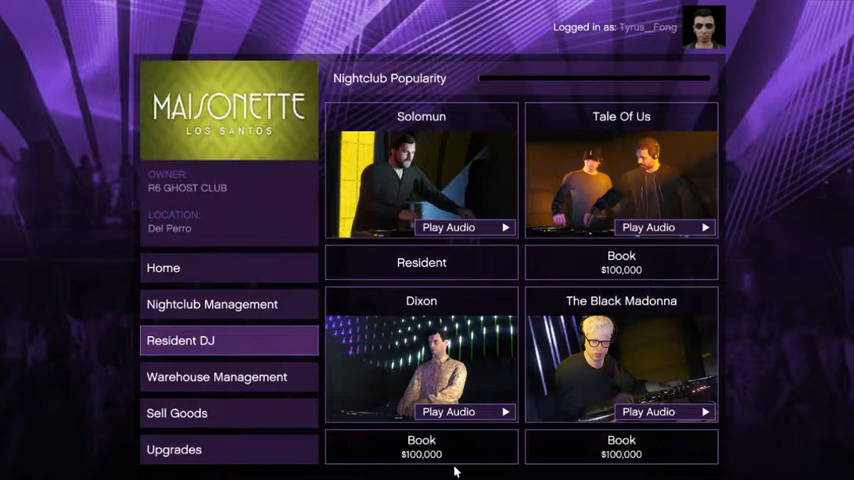 Logged in as: Tyrus__Fong
MAISONETTE
LOS SANTOS
OWNER:
R6 GHOST CLUB
LOCATION:
Del Perro
Home
Nightclub Management
Resident DJ
Warehouse Management
Sell Goods
Upgrades
Nightclub Popularity
Solomun
Play Audio
Resident
Tale Of Us
Play Audio
Book
$100,000
Dixon
Play Audio
Book
$100,000
The Black Madonna
Play Audio
Book
$100,000